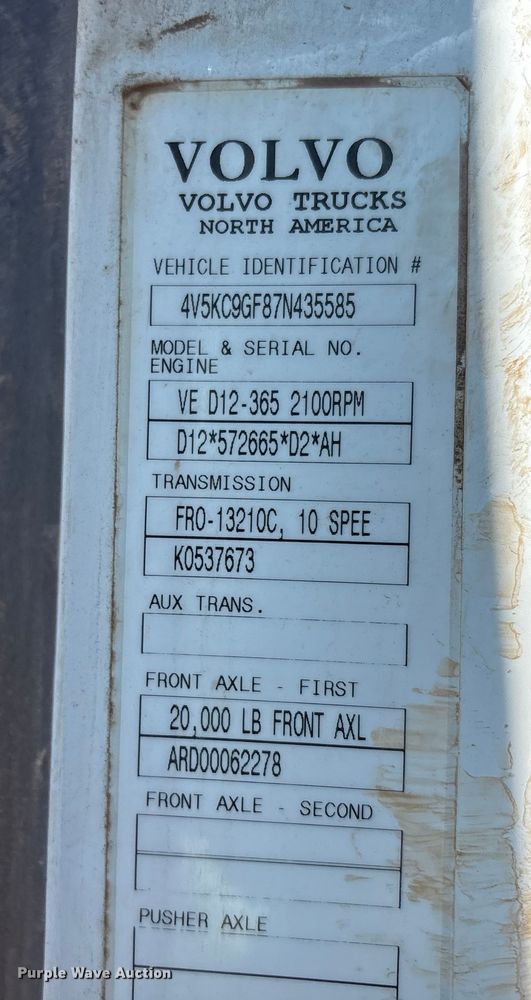 VOLVO
VOLVO TRUCKS
NORTH AMERICA
VEHICLE IDENTIFICATION #
4V5KC9GF87N435585
MODEL & SERIAL NO.
ENGINE
VE D12-365 2100RPM
D12*572665*D2*AH
TRANSMISSION
FRO-13210C, 10 SPEE
K0537673
AUX TRANS.
FRONT AXLE - FIRST
20,000 LB FRONT AXL
ARD00062278
FRONT AXLE - SECOND
PUSHER AXLE
Purple Wave Auction